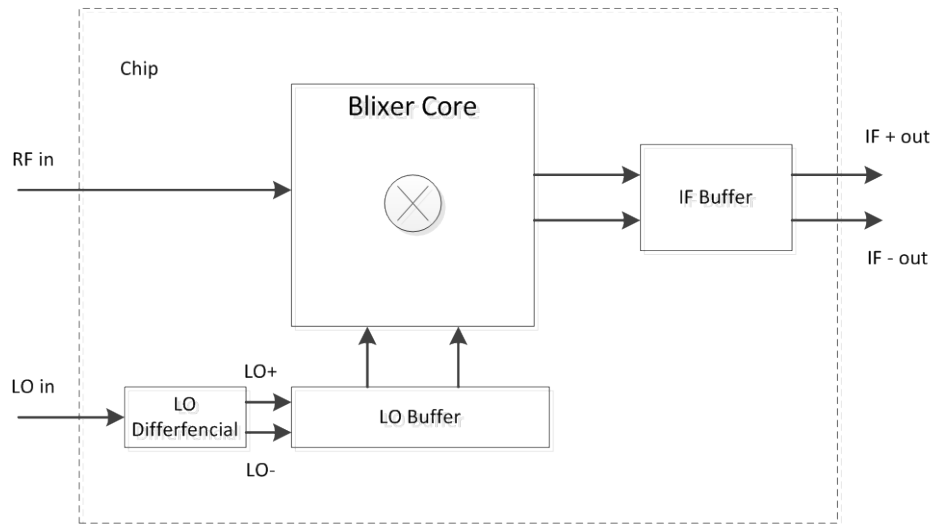 Chip
Blixer Core
RF in
IF + out
IF Buffer
IF - out
LO in
LO+
LO
Differfencial
LO Buffer
LO-